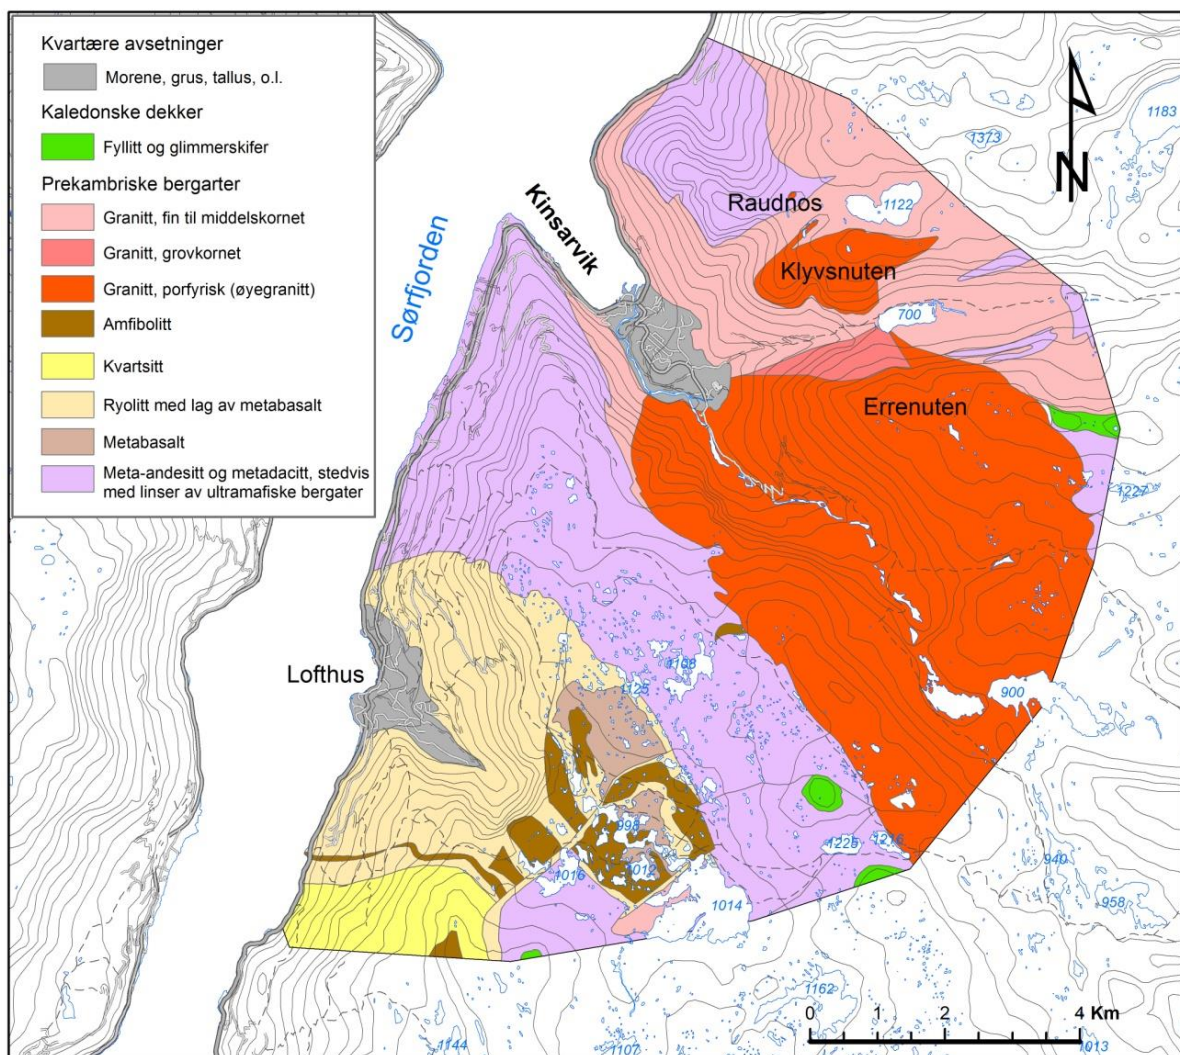 Kvartære avsetninger
Morene, grus, tallus, o.l.
Kaledonske dekker
Fyllitt og glimmerskifer
Prekambriske bergarter
Granitt, fin til middelskornet
Granitt, grovkornet
Granitt, porfyrisk (øyegranitt)
Amfibolitt
Kvartsitt
Ryolitt med lag av metabasalt
Metabasalt
Meta-andesitt og metadacitt, stedvis
med linser av ultramafiske bergater
1183
1373
N
Raudnos
1122
Kinsarvik
Sørfjorden
Klyvsnuten
700
Errenuten
1227
Lofthus
1168
1125
900
998
1225
1216
1016
1012
1014
940
958
1162
0 1 2 4 Km
1144
1107
1013